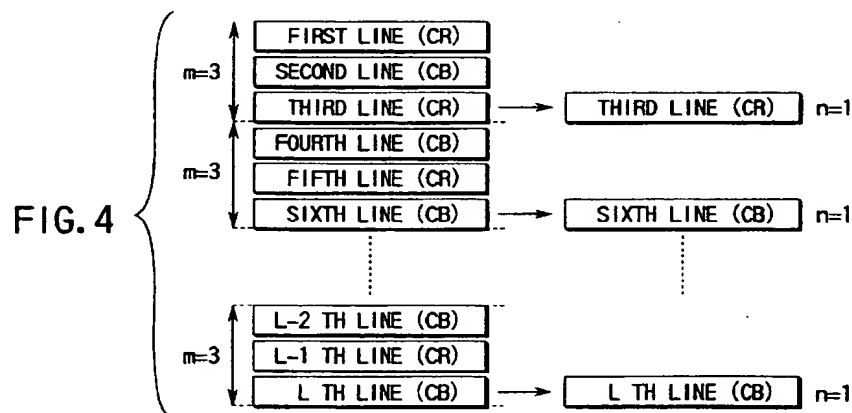 FIG. 4
m=3
FIRST LINE (CR)
SECOND LINE (CB)
THIRD LINE (CR)
THIRD LINE (CR) n=1
m=3
FOURTH LINE (CB)
FIFTH LINE (CR)
SIXTH LINE (CB)
SIXTH LINE (CB) n=1
m=3
L-2 TH LINE (CB)
L-1 TH LINE (CR)
L TH LINE (CB)
L TH LINE (CB) n=1